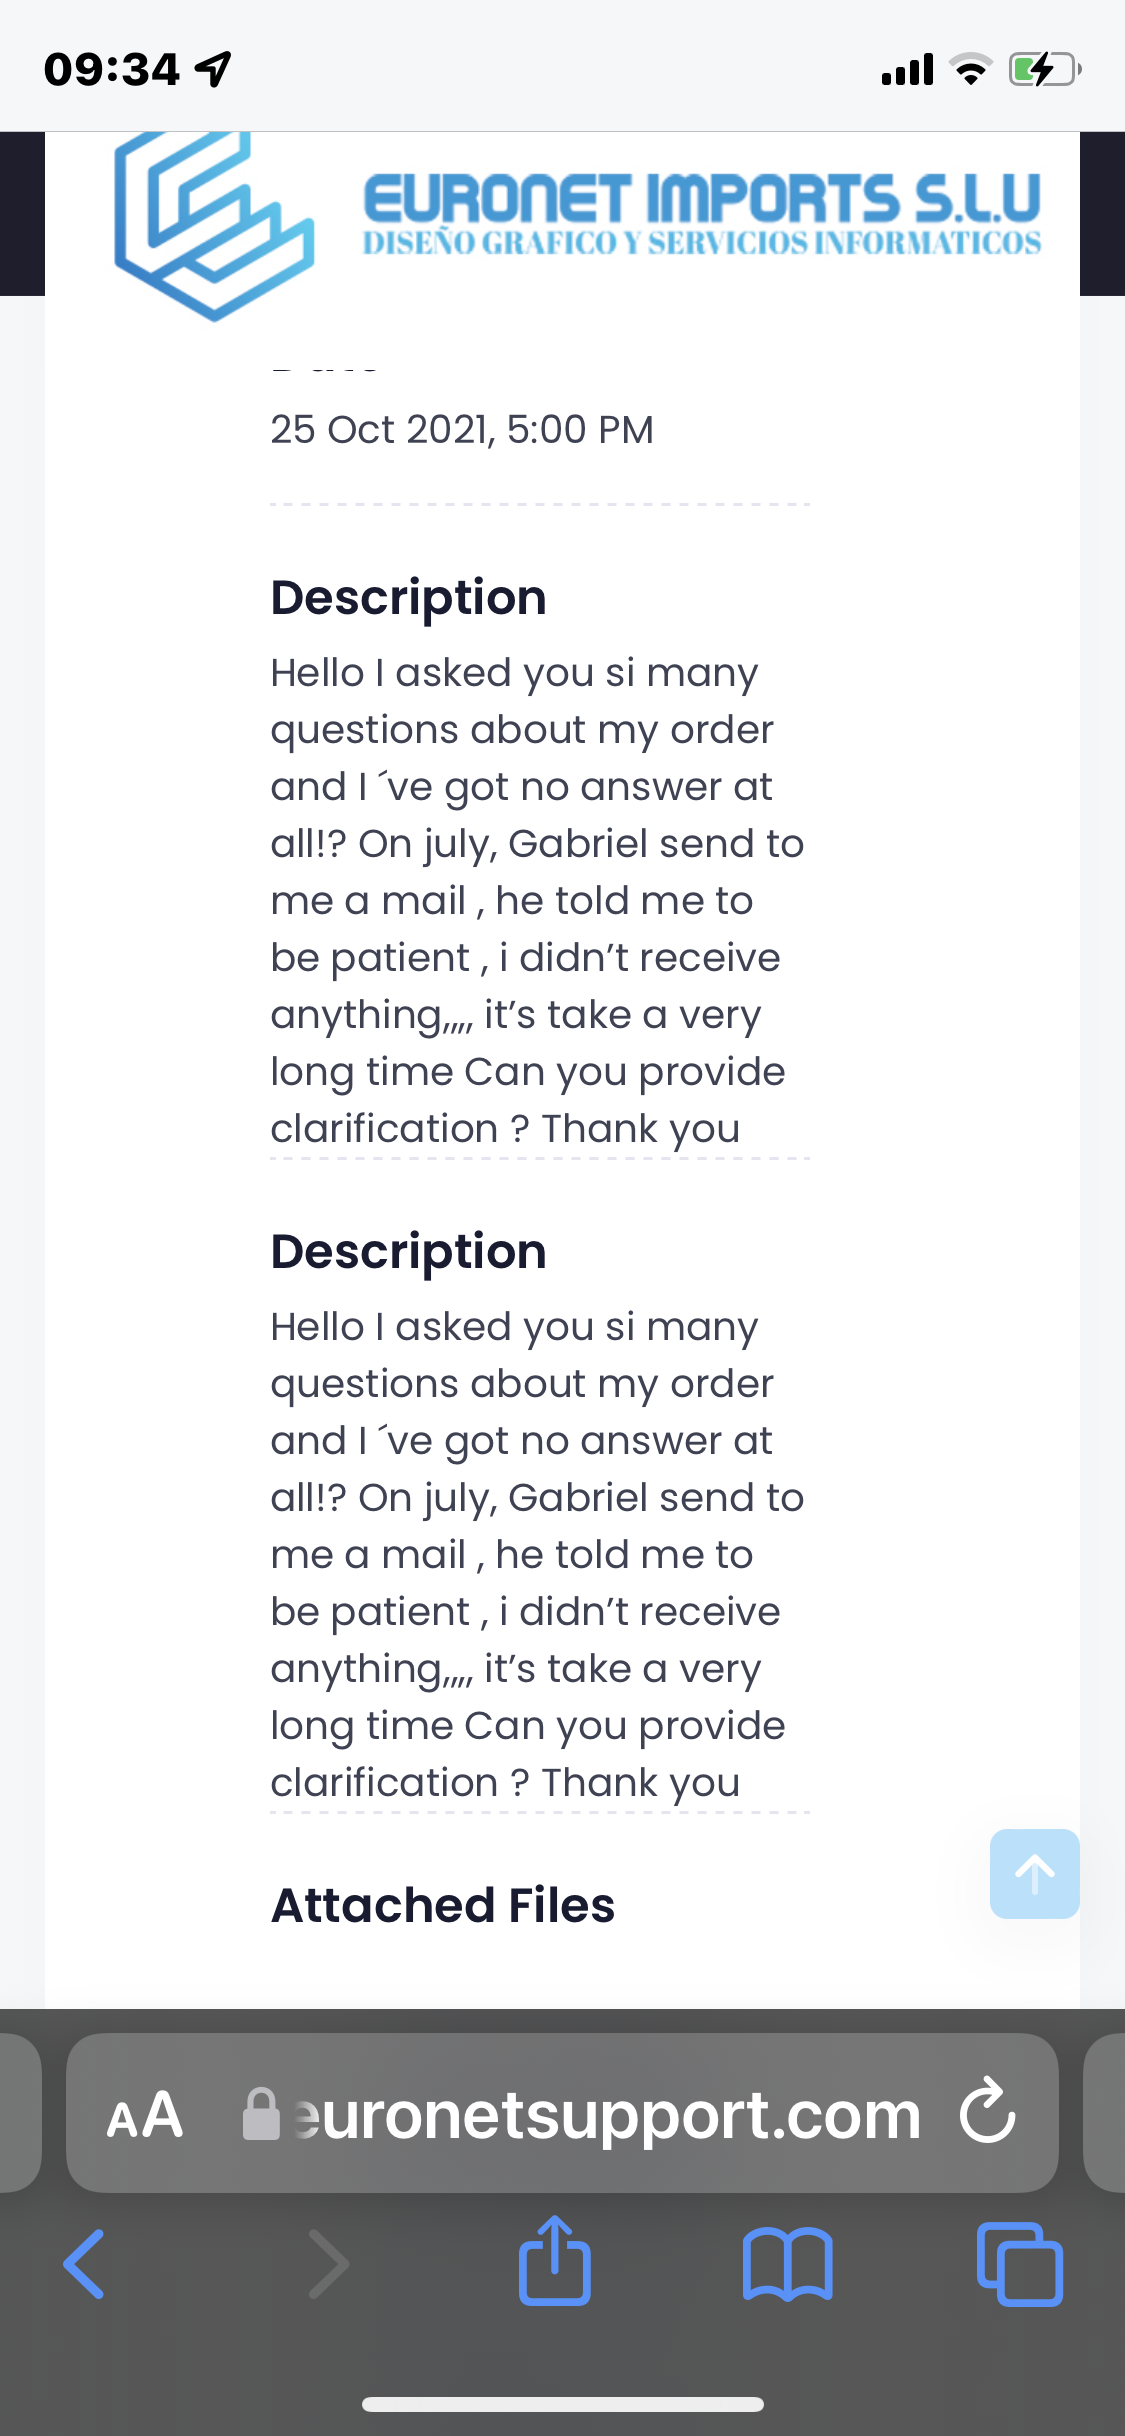 09:34
EURONET IMPORTS S.L.U
DISEÑO GRAFICO Y SERVICIOS INFORMATICOS
25 Oct 2021, 5:00 PM
Description
Hello I asked you si many
questions about my order
and I ´ve got no answer at
all!? On july, Gabriel send to
me a mail , he told me to
be patient , i didn’t receive
anything,,,, it’s take a very
long time Can you provide
clarification ? Thank you
Description
Hello I asked you si many
questions about my order
and I ´ve got no answer at
all!? On july, Gabriel send to
me a mail , he told me to
be patient , i didn’t receive
anything,,,, it’s take a very
long time Can you provide
clarification ? Thank you
Attached Files
AA euronetsupport.com